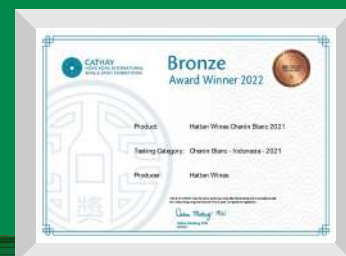 CATHAY
HONG KONG INTERNATIONAL
WINE & SPIRIT COMPETITION
Bronze
Award Winner 2022
Product: Hatten Wines Chenin Blanc 2021
Tasting Category: Chenin Blanc - Indonesia - 2021
Producer: Hatten Wines
獎